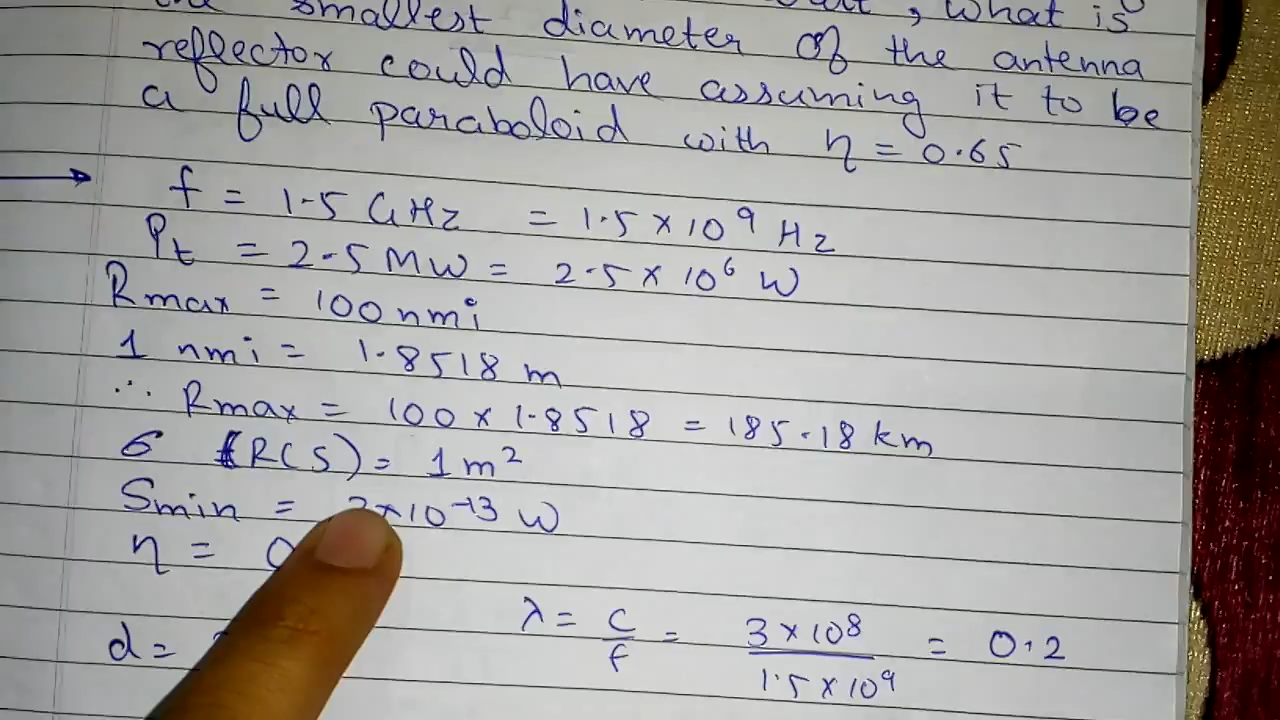 smallest diameter of the antenna , what is
reflector could have assuming it to be
a full paraboloid with η = 0.65
f = 1.5 GHz = 1.5 × 10⁹ Hz
Pt = 2.5 MW = 2.5 × 10⁶ W
Rmax = 100 nmi
1 nmi = 1.8518 m
∴ Rmax = 100 × 1.8518 = 185.18 km
σ (RCS) = 1 m²
Smin = × 10⁻¹³ W
η = 0
d =
λ = c/f = 3 × 10⁸ / 1.5 × 10⁹ = 0.2